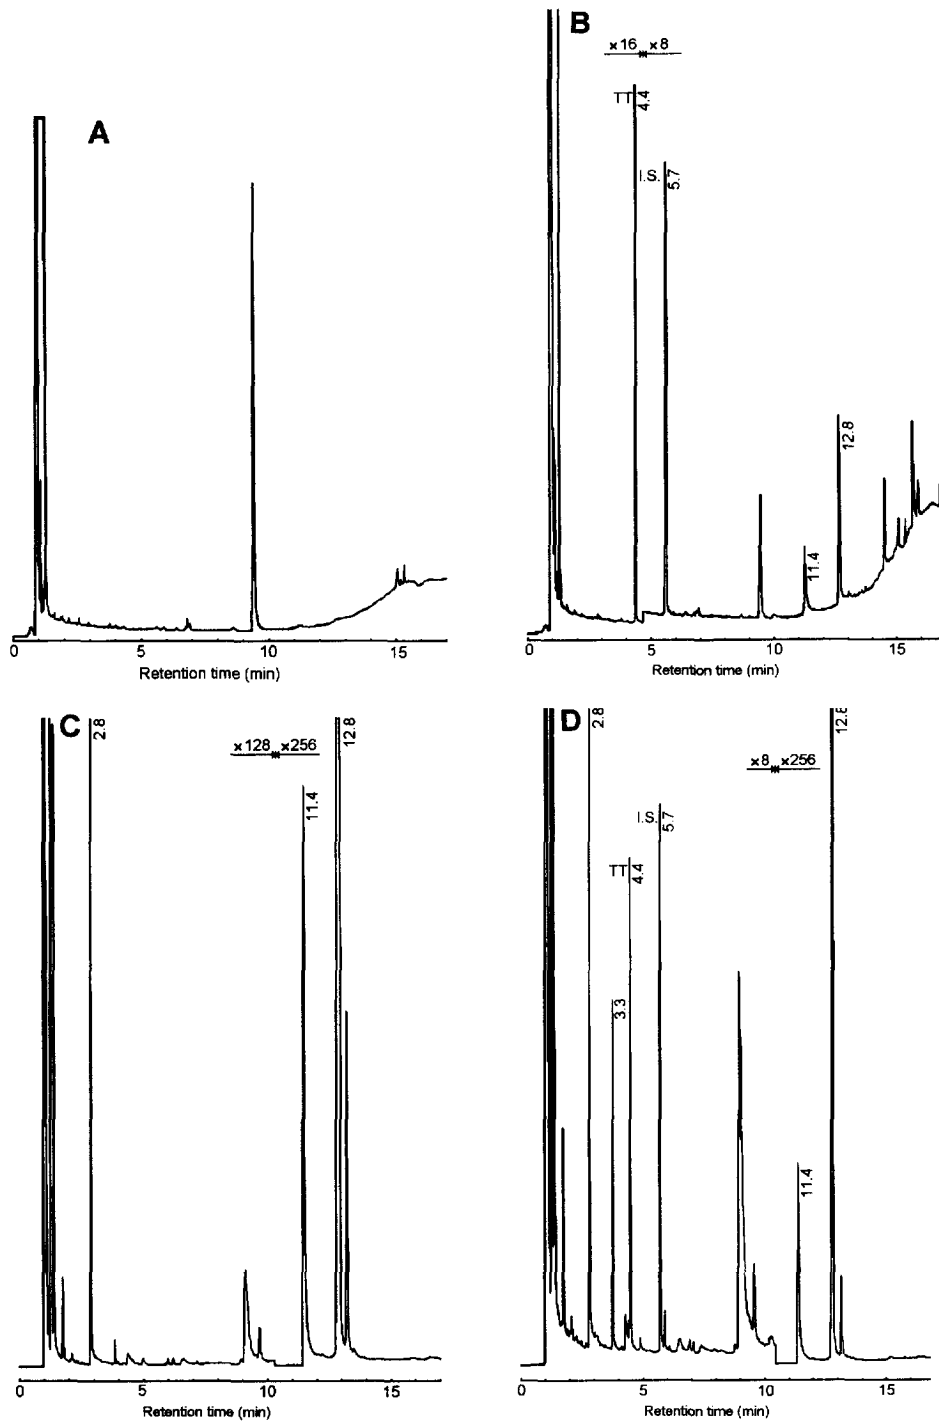 A
0 5 10 15
Retention time (min)
B
×16 ×8
TT 4.4
I.S. 5.7
11.4
12.8
0 5 10 15
Retention time (min)
C
2.8
×128 ×256
11.4
12.8
0 5 10 15
Retention time (min)
D
2.8
3.3
TT 4.4
I.S. 5.7
×8 ×256
11.4
12.8
0 5 10 15
Retention time (min)